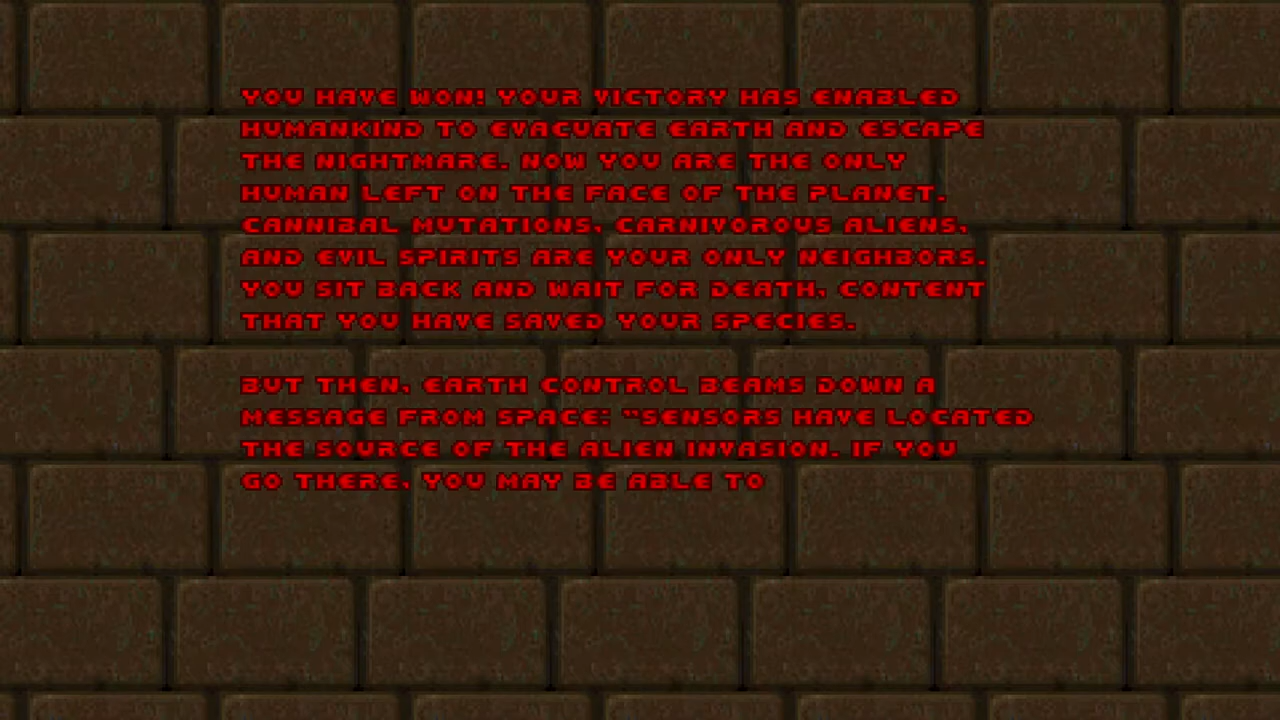 YOU HAVE WON! YOUR VICTORY HAS ENABLED
HUMANKIND TO EVACUATE EARTH AND ESCAPE
THE NIGHTMARE. NOW YOU ARE THE ONLY
HUMAN LEFT ON THE FACE OF THE PLANET.
CANNIBAL MUTATIONS, CARNIVOROUS ALIENS,
AND EVIL SPIRITS ARE YOUR ONLY NEIGHBORS.
YOU SIT BACK AND WAIT FOR DEATH, CONTENT
THAT YOU HAVE SAVED YOUR SPECIES.
BUT THEN, EARTH CONTROL BEAMS DOWN A
MESSAGE FROM SPACE: "SENSORS HAVE LOCATED
THE SOURCE OF THE ALIEN INVASION. IF YOU
GO THERE, YOU MAY BE ABLE TO